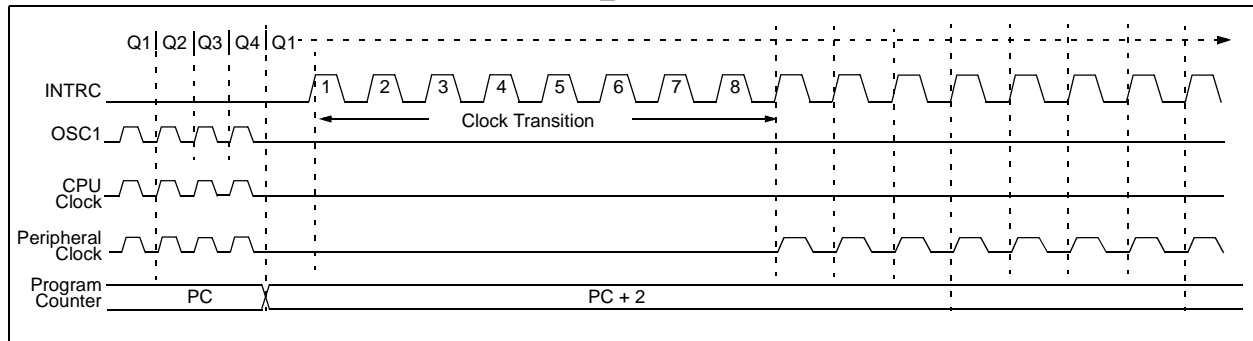 Q1 Q2 Q3 Q4 Q1
INTRC
1 2 3 4 5 6 7 8
Clock Transition
OSC1
CPU
Clock
Peripheral
Clock
Program
Counter
PC
PC + 2